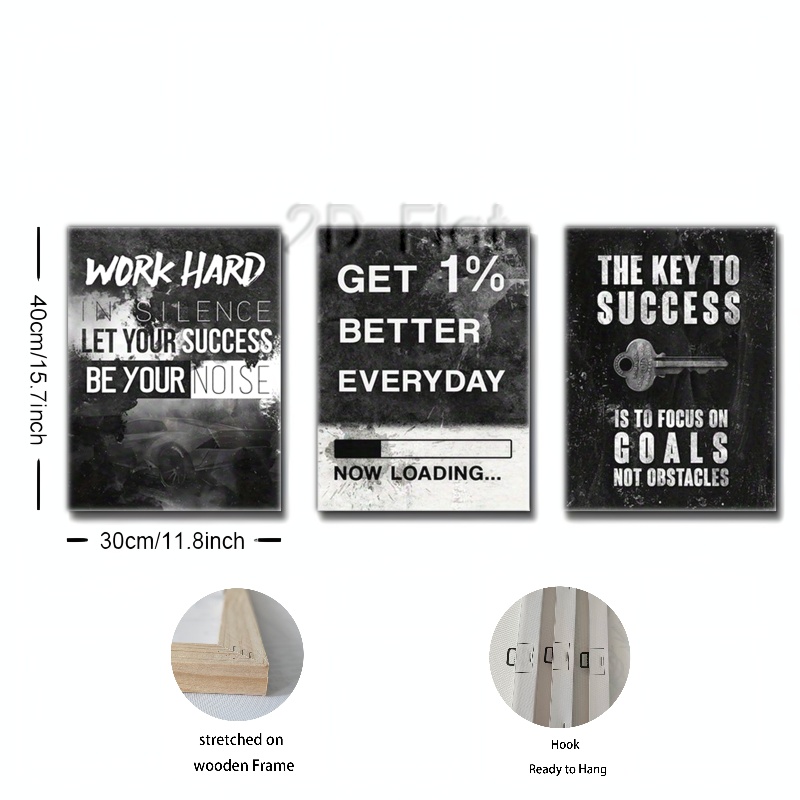 2D Flat
WORK HARD
IN SILENCE
LET YOUR SUCCESS
BE YOUR NOISE
GET 1%
BETTER
EVERYDAY
NOW LOADING...
THE KEY TO
SUCCESS
IS TO FOCUS ON
GOALS
NOT OBSTACLES
40cm/15.7inch
30cm/11.8inch
stretched on
wooden Frame
Hook
Ready to Hang